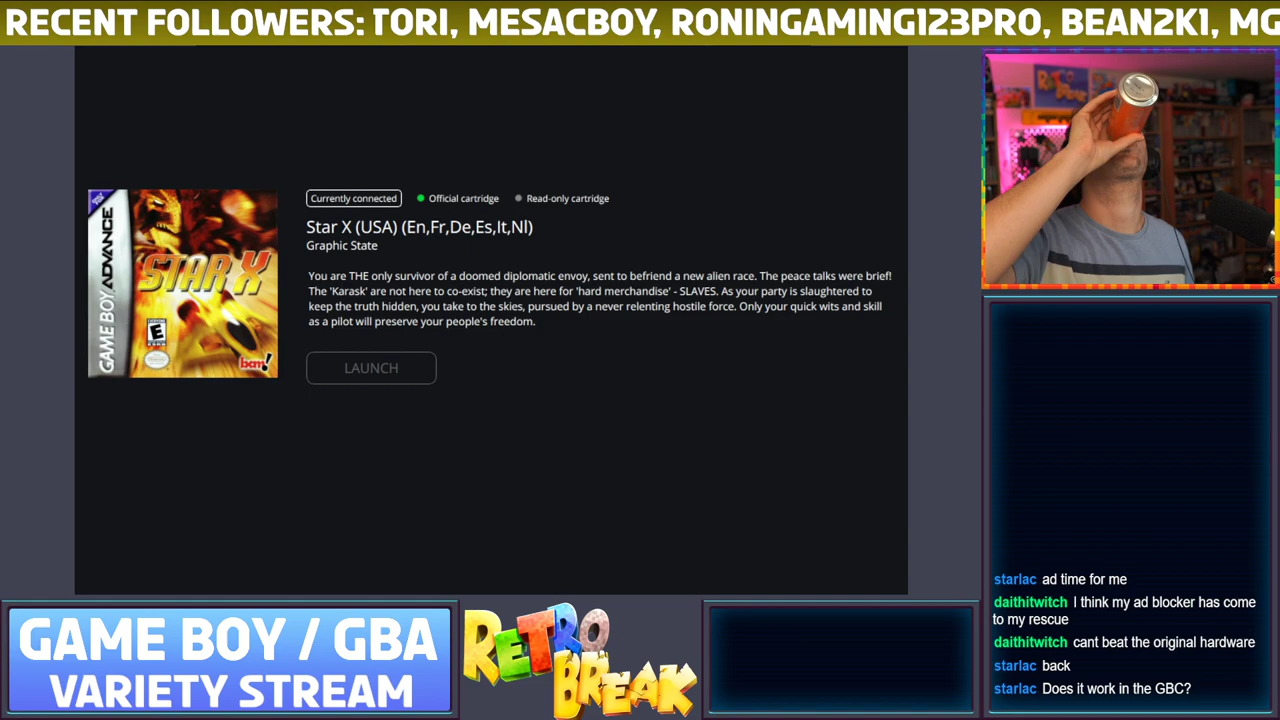 RECENT FOLLOWERS: TORI, MESACBOY, RONINGAMING123PRO, BEAN2K1, MG
GAME BOY ADVANCE
STAR X
EVERYONE
E
bam!
Currently connected
Official cartridge
Read-only cartridge
Star X (USA) (En,Fr,De,Es,It,Nl)
Graphic State
You are THE only survivor of a doomed diplomatic envoy, sent to befriend a new alien race. The peace talks were brief!
The 'Karask' are not here to co-exist; they are here for 'hard merchandise' - SLAVES. As your party is slaughtered to
keep the truth hidden, you take to the skies, pursued by a never relenting hostile force. Only your quick wits and skill
as a pilot will preserve your people's freedom.
LAUNCH
RETRO
starlac ad time for me
daithitwitch I think my ad blocker has come
to my rescue
daithitwitch cant beat the original hardware
starlac back
starlac Does it work in the GBC?
GAME BOY / GBA
VARIETY STREAM
RETRO
BREAK